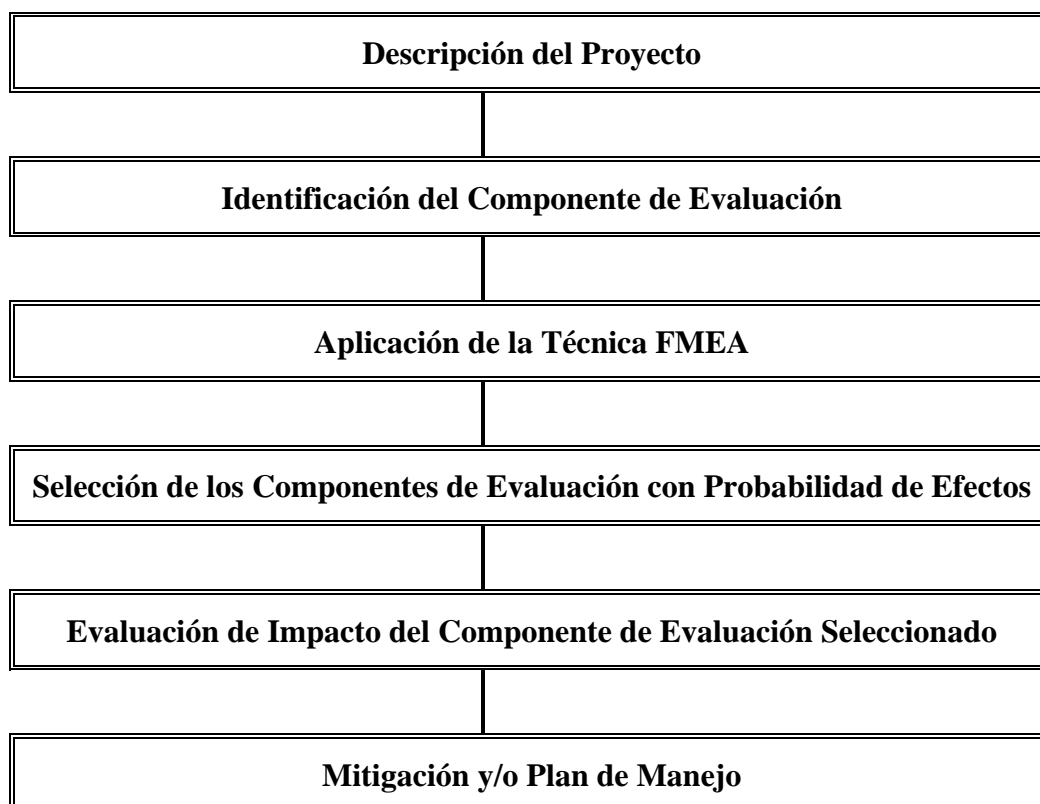 Descripción del Proyecto
Identificación del Componente de Evaluación
Aplicación de la Técnica FMEA
Selección de los Componentes de Evaluación con Probabilidad de Efectos
Evaluación de Impacto del Componente de Evaluación Seleccionado
Mitigación y/o Plan de Manejo